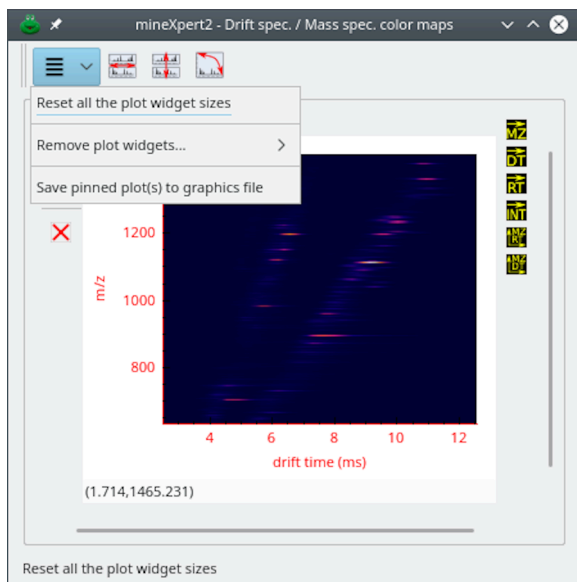 mineXpert2 - Drift spec. / Mass spec. color maps
Reset all the plot widget sizes
Remove plot widgets...
Save pinned plot(s) to graphics file
MZ
DT
RT
INT
MZ
R
MZ
D
1200
1000
800
m/z
4 6 8 10 12
drift time (ms)
(1.714,1465.231)
Reset all the plot widget sizes